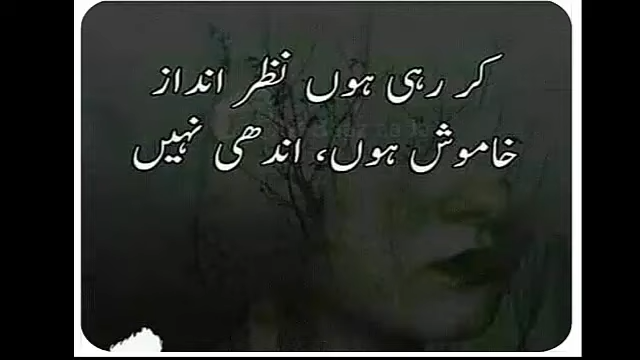 کر رہی ہوں نظر انداز
خاموش ہوں، اندھی نہیں